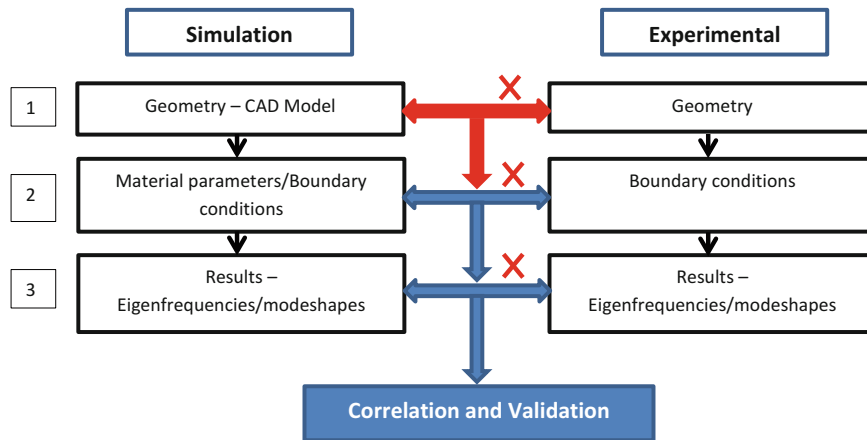 Simulation
Experimental
1
Geometry – CAD Model
Geometry
2
Material parameters/Boundary
conditions
Boundary conditions
3
Results –
Eigenfrequencies/modeshapes
Results –
Eigenfrequencies/modeshapes
Correlation and Validation